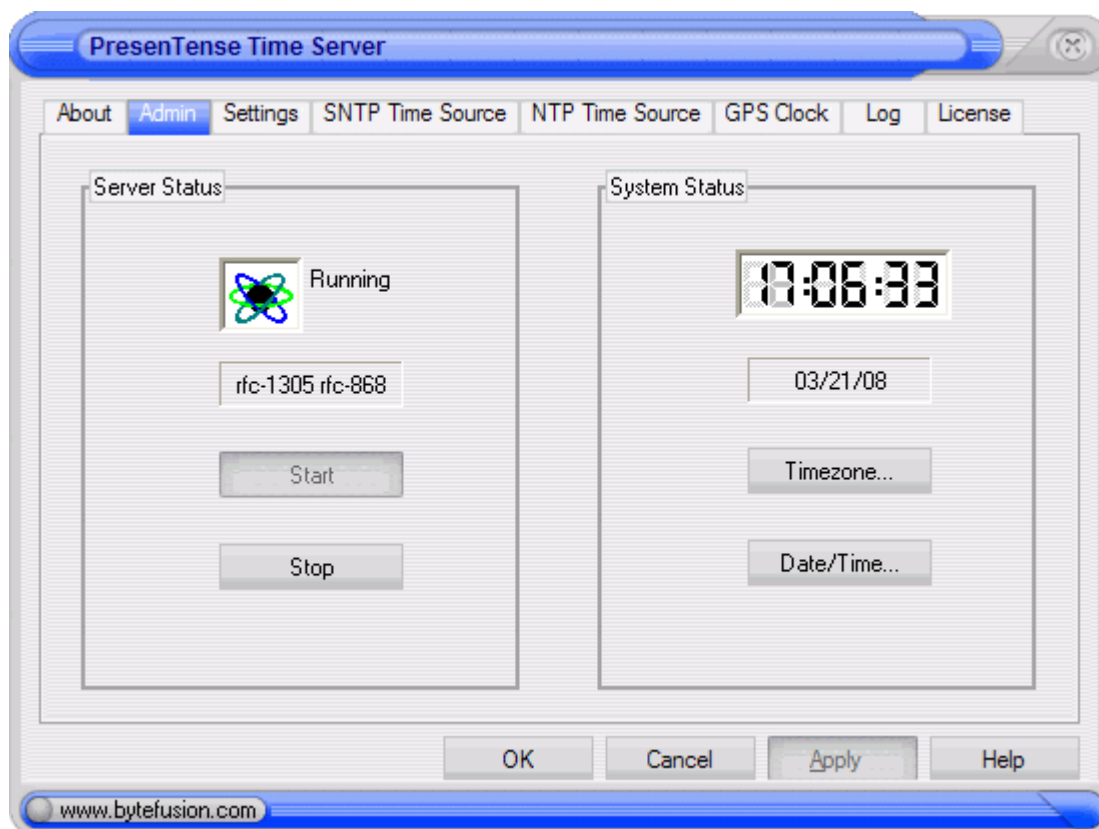 PresenTense Time Server
About Admin Settings SNTP Time Source NTP Time Source GPS Clock Log License
Server Status
Running
rfc-1305 rfc-868
Start
Stop
System Status
17:06:33
03/21/08
Timezone...
Date/Time...
OK Cancel Apply Help
www.bytefusion.com